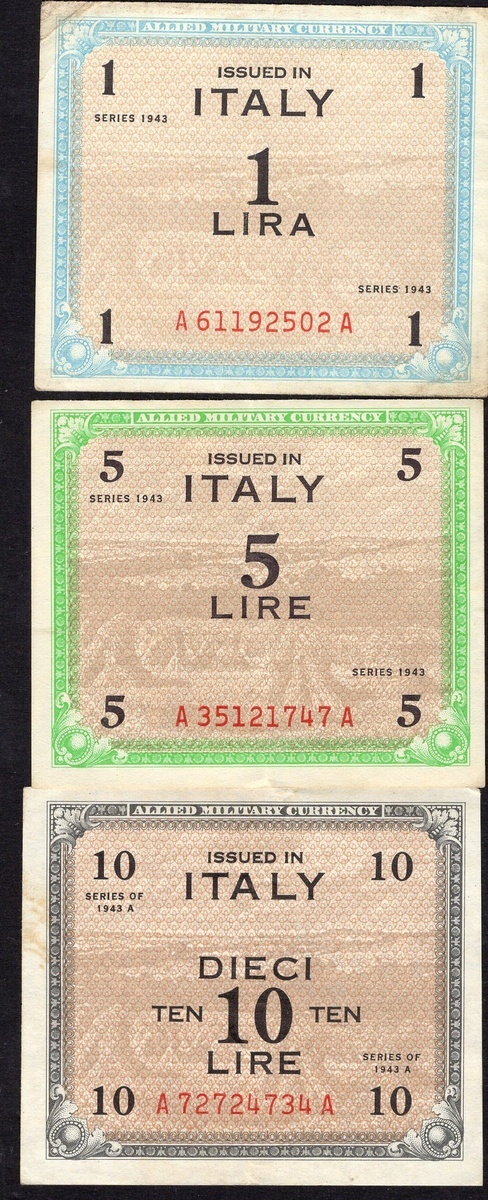 ALLIED MILITARY CURRENCY
1 ISSUED IN 1
ITALY
SERIES 1943
1
LIRA
SERIES 1943
1 A 61192502 A 1
ALLIED MILITARY CURRENCY
5 ISSUED IN 5
SERIES 1943 ITALY
5
LIRE
SERIES 1943
5 A 35121747 A 5
ALLIED MILITARY CURRENCY
10 ISSUED IN 10
ITALY
SERIES OF
1943 A
DIECI
TEN 10 TEN
LIRE
SERIES OF
1943 A
10 A 72724734 A 10